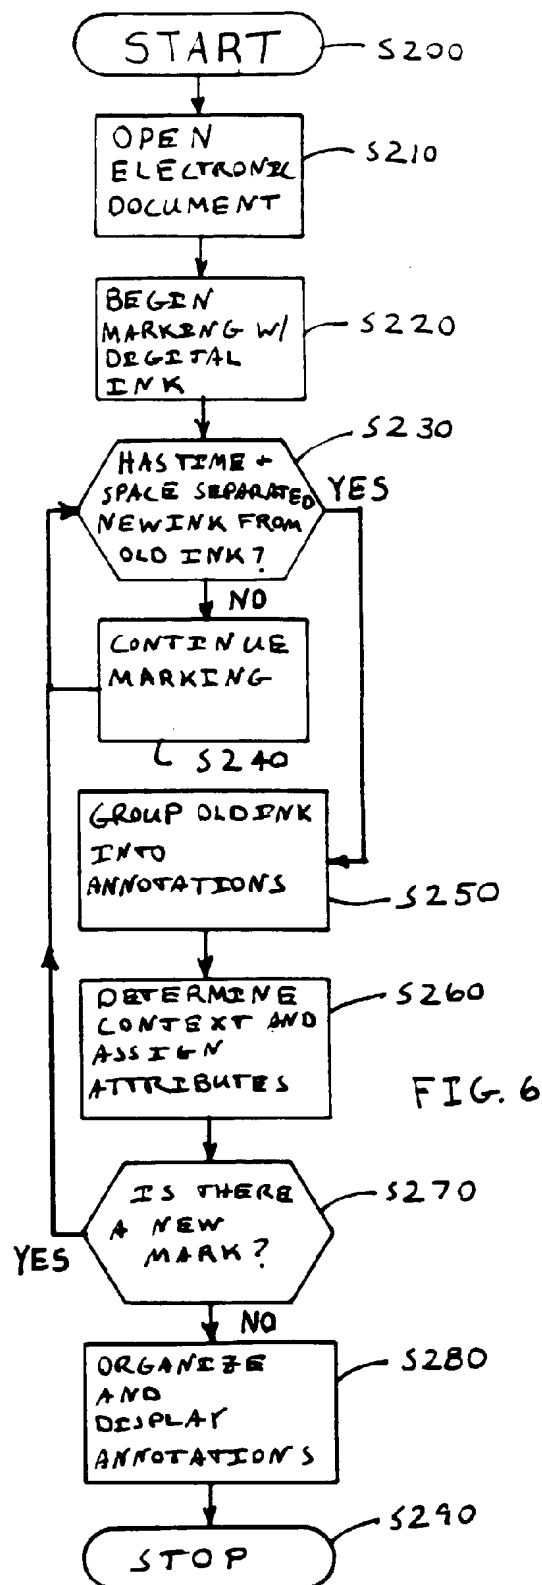 START
S200
OPEN
ELECTRONIC
DOCUMENT
S210
BEGIN
MARKING W/
DIGITAL
INK
S220
S230
HAS TIME +
SPACE SEPARATED
NEW INK FROM
OLD INK?
YES
NO
CONTINUE
MARKING
S240
GROUP OLD INK
INTO
ANNOTATIONS
S250
DETERMINE
CONTEXT AND
ASSIGN
ATTRIBUTES
S260
FIG. 6
IS THERE
A NEW
MARK?
S270
YES
NO
ORGANIZE
AND
DISPLAY
ANNOTATIONS
S280
S290
STOP